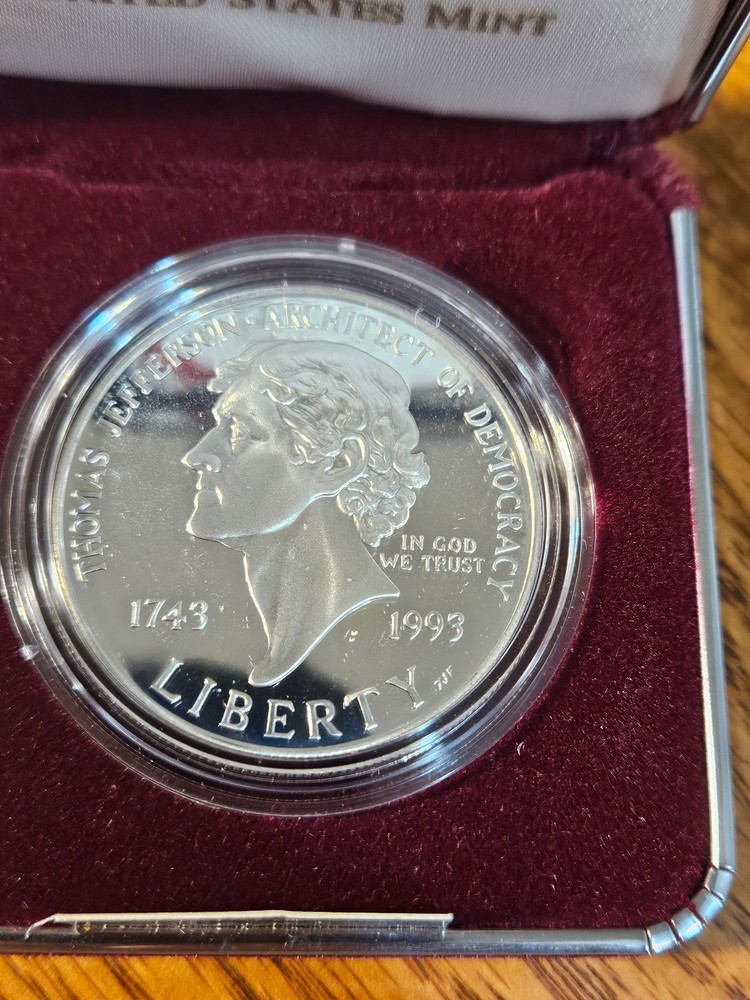 STATES MINT
THOMAS JEFFERSON · ARCHITECT OF DEMOCRACY
IN GOD
WE TRUST
1743
1993
LIBERTY